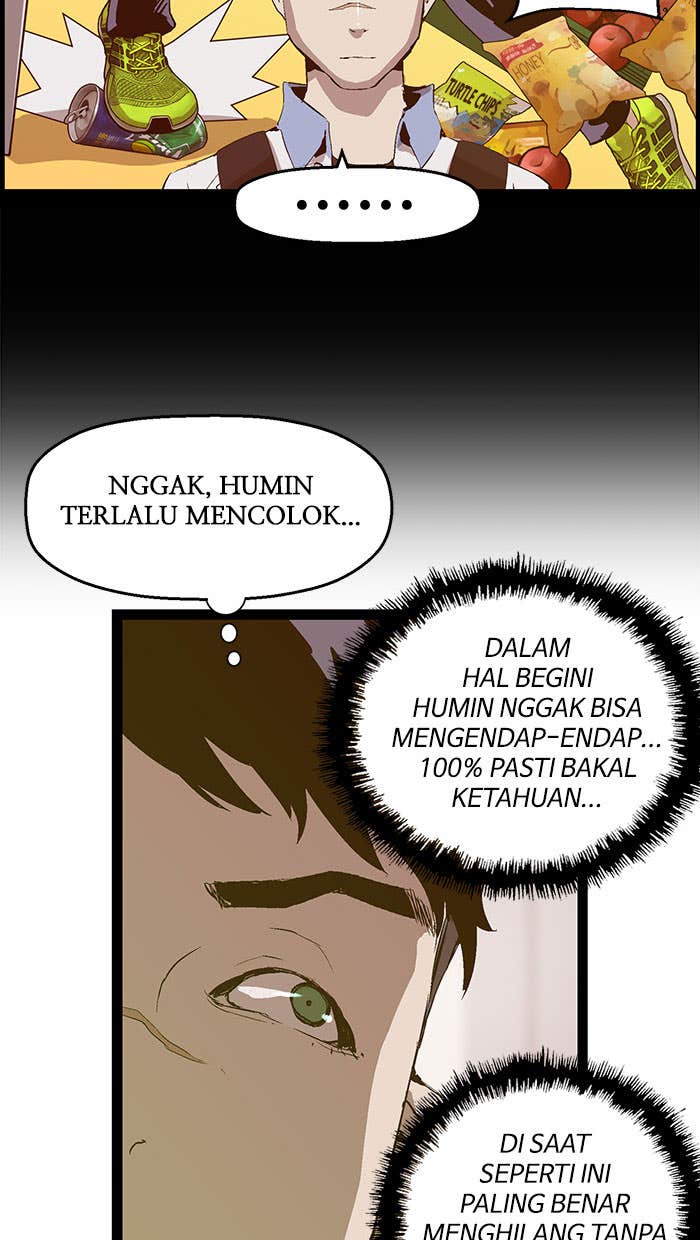 HONEY
TURTLE CHIPS
......
NGGAK, HUMIN
TERLALU MENCOLOK...
DALAM
HAL BEGINI
HUMIN NGGAK BISA
MENGENDAP-ENDAP...
100% PASTI BAKAL
KETAHUAN...
DI SAAT
SEPERTI INI
PALING BENAR
MENGHILANG TANPA